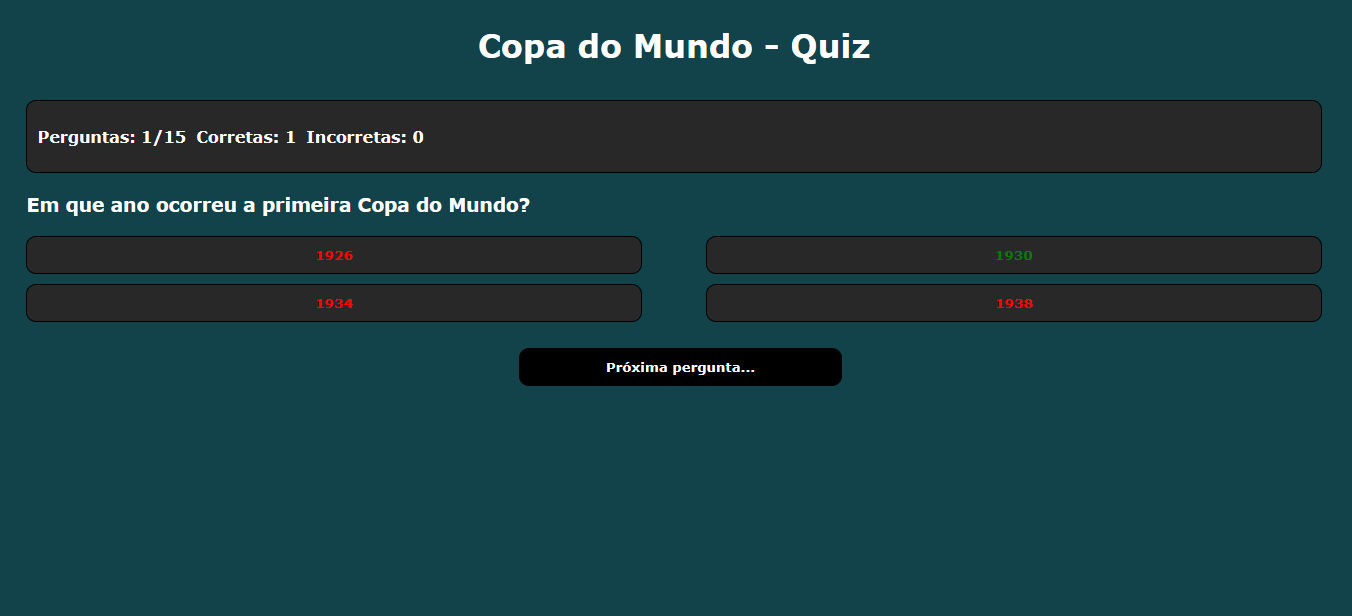 Copa do Mundo - Quiz
Perguntas: 1/15 Corretas: 1 Incorretas: 0
Em que ano ocorreu a primeira Copa do Mundo?
1926
1930
1934
1938
Próxima pergunta...